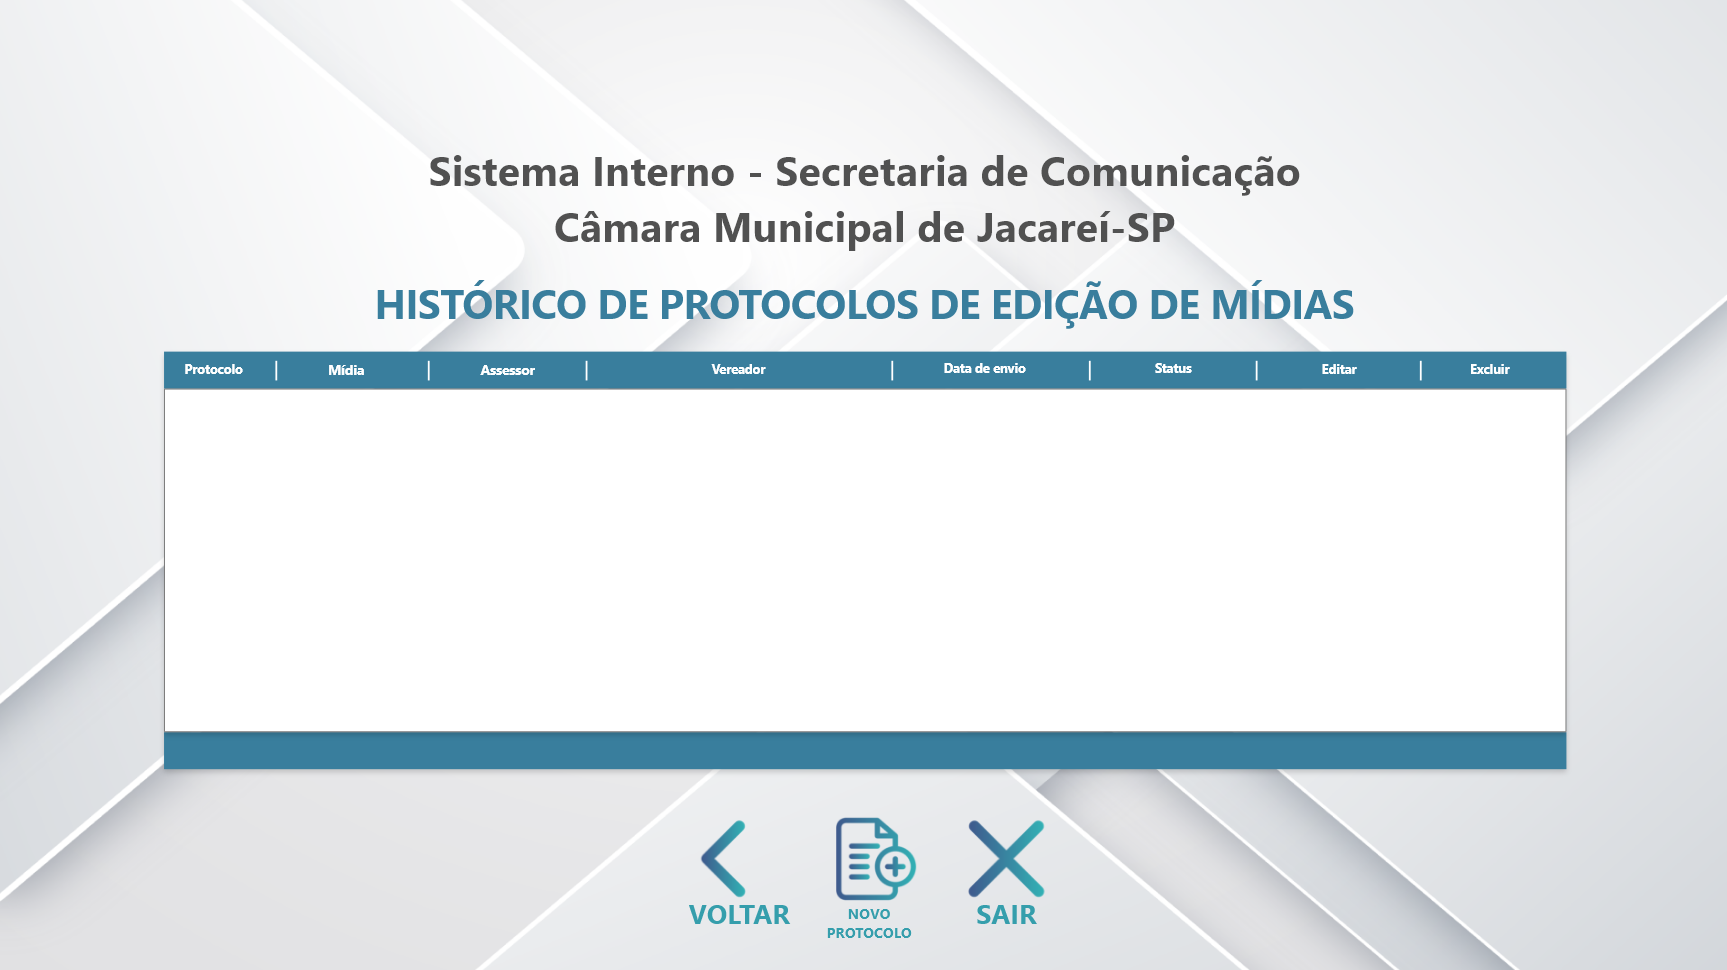 Sistema Interno - Secretaria de Comunicação
Câmara Municipal de Jacareí-SP
HISTÓRICO DE PROTOCOLOS DE EDIÇÃO DE MÍDIAS
Protocolo | Mídia | Assessor | Vereador | Data de envio | Status | Editar | Excluir
VOLTAR
NOVO
PROTOCOLO
SAIR